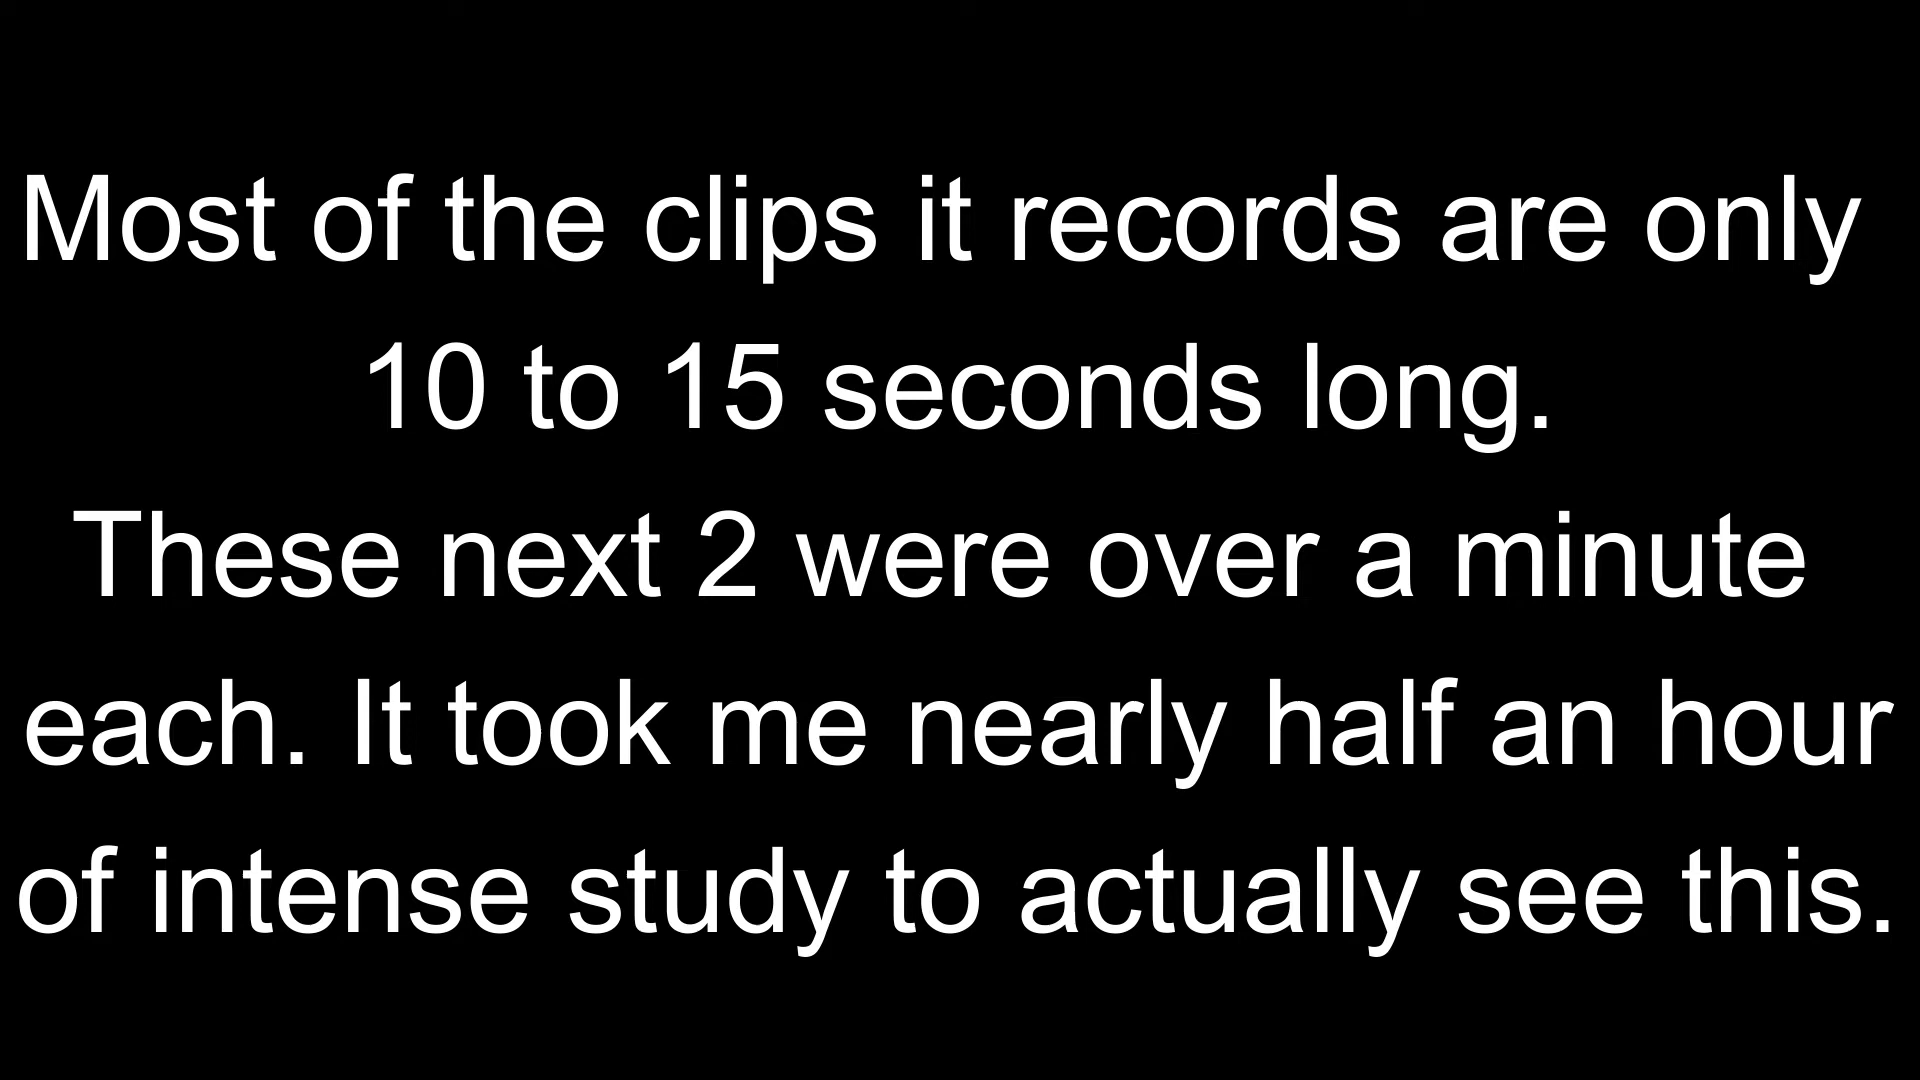 Most of the clips it records are only
10 to 15 seconds long.
These next 2 were over a minute
each. It took me nearly half an hour
of intense study to actually see this.